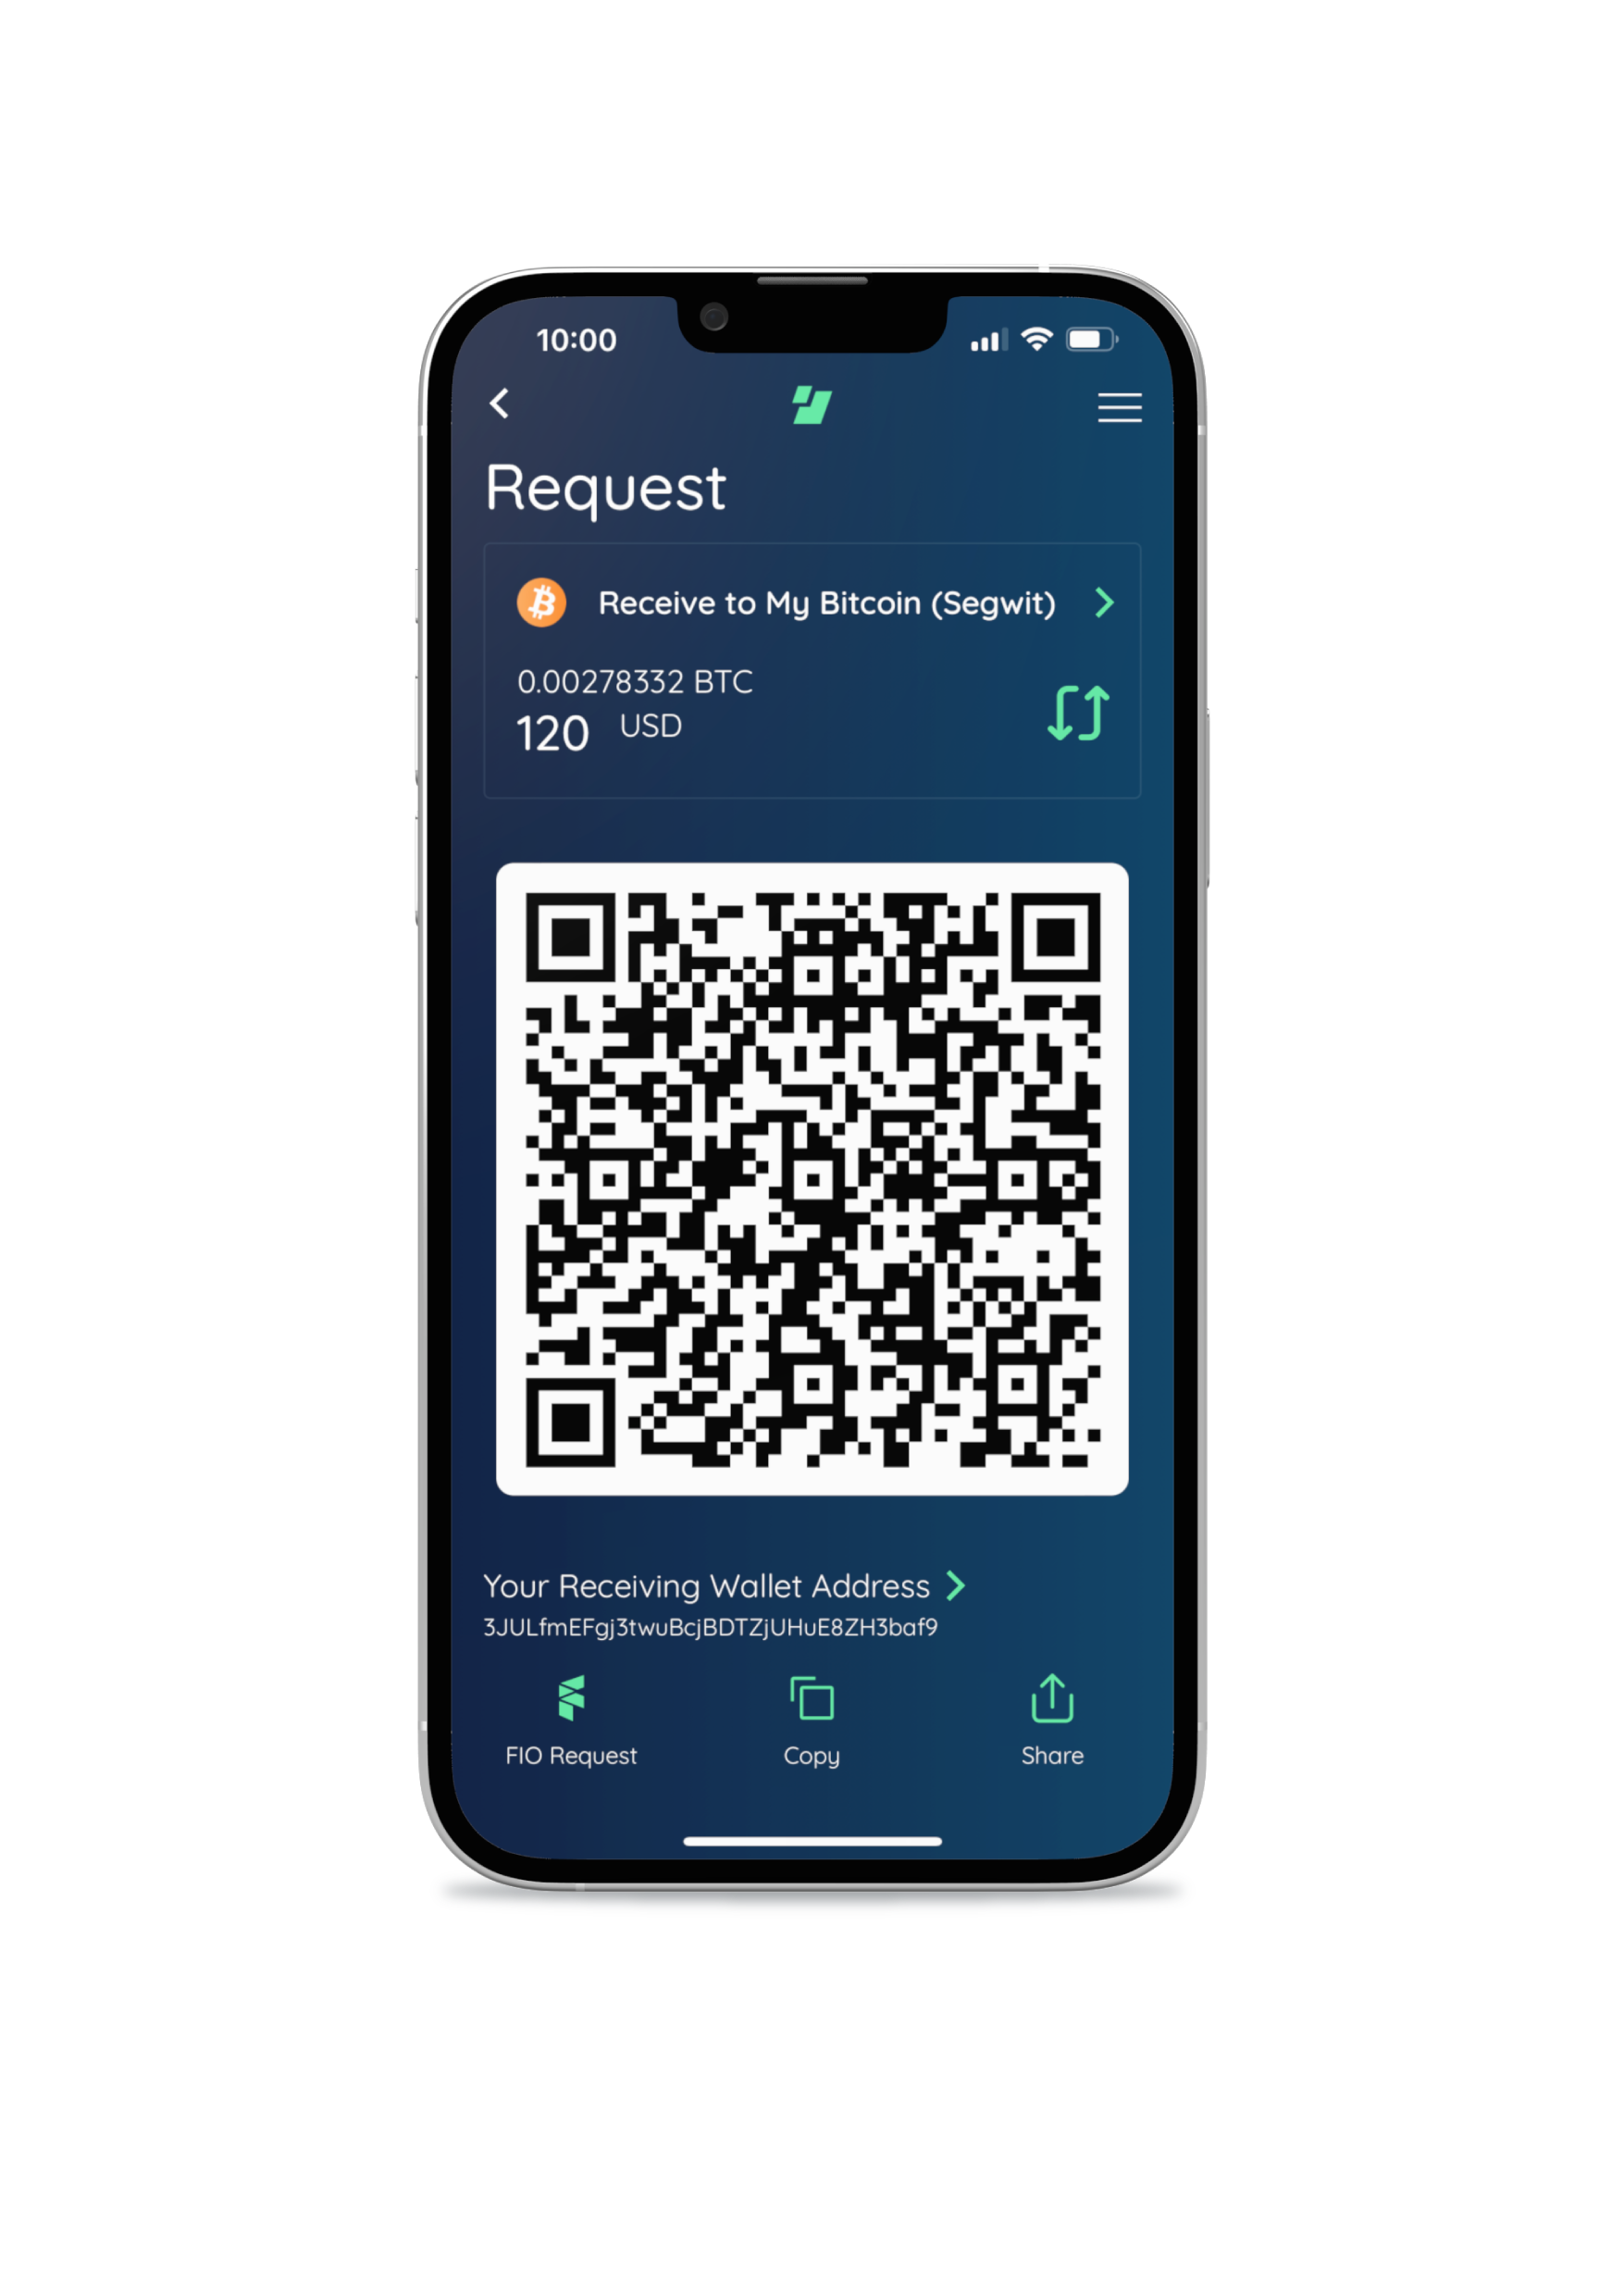 10:00
Request
Receive to My Bitcoin (Segwit)
0.00278332 BTC
120 USD
Your Receiving Wallet Address
3JULfmEFgj3twuBcjBDTZjUHuE8ZH3baf9
FIO Request
Copy
Share